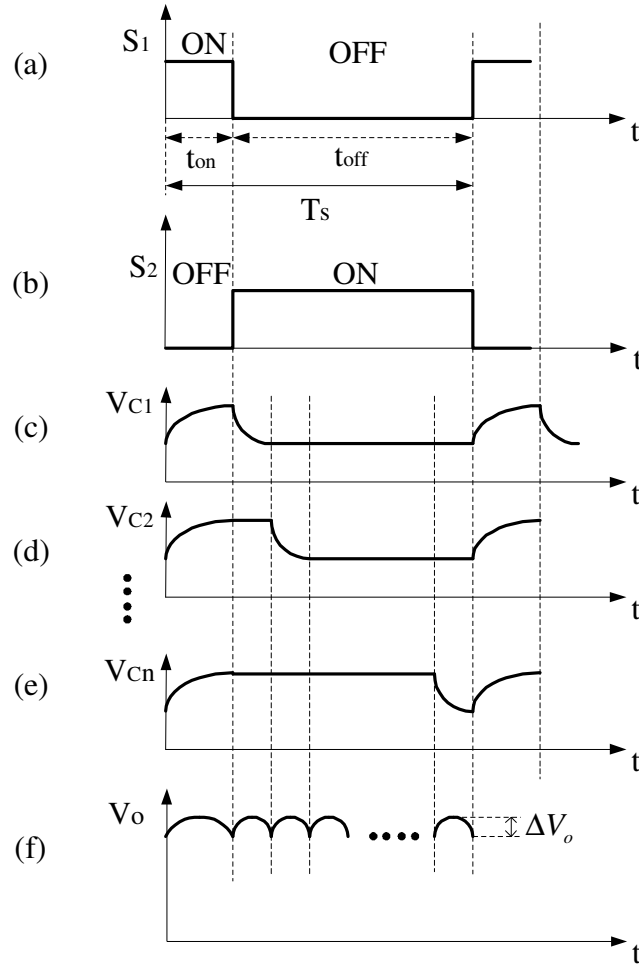 (a)
S1
ON
OFF
t
ton
toff
Ts
(b)
S2
OFF
ON
t
(c)
VC1
t
(d)
VC2
t
(e)
VCn
t
(f)
Vo
ΔVo
t